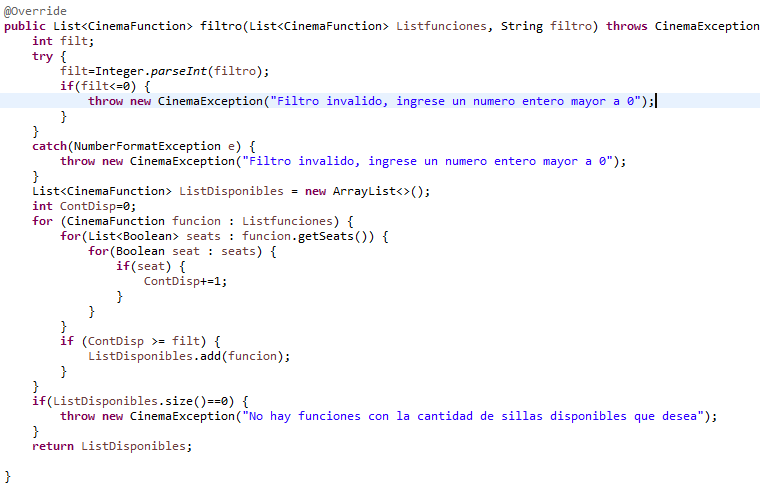 @Override
public List<CinemaFunction> filtro(List<CinemaFunction> Listfunciones, String filtro) throws CinemaException
    int filt;
    try {
        filt=Integer.parseInt(filtro);
        if(filt<=0) {
            throw new CinemaException("Filtro invalido, ingrese un numero entero mayor a 0");
        }
    }
    catch(NumberFormatException e) {
        throw new CinemaException("Filtro invalido, ingrese un numero entero mayor a 0");
    }
    List<CinemaFunction> ListDisponibles = new ArrayList<>();
    int ContDisp=0;
    for (CinemaFunction funcion : Listfunciones) {
        for(List<Boolean> seats : funcion.getSeats()) {
            for(Boolean seat : seats) {
                if(seat) {
                    ContDisp+=1;
                }
            }
        }
        if (ContDisp >= filt) {
            ListDisponibles.add(funcion);
        }
    }
    if(ListDisponibles.size()==0) {
        throw new CinemaException("No hay funciones con la cantidad de sillas disponibles que desea");
    }
    return ListDisponibles;

}